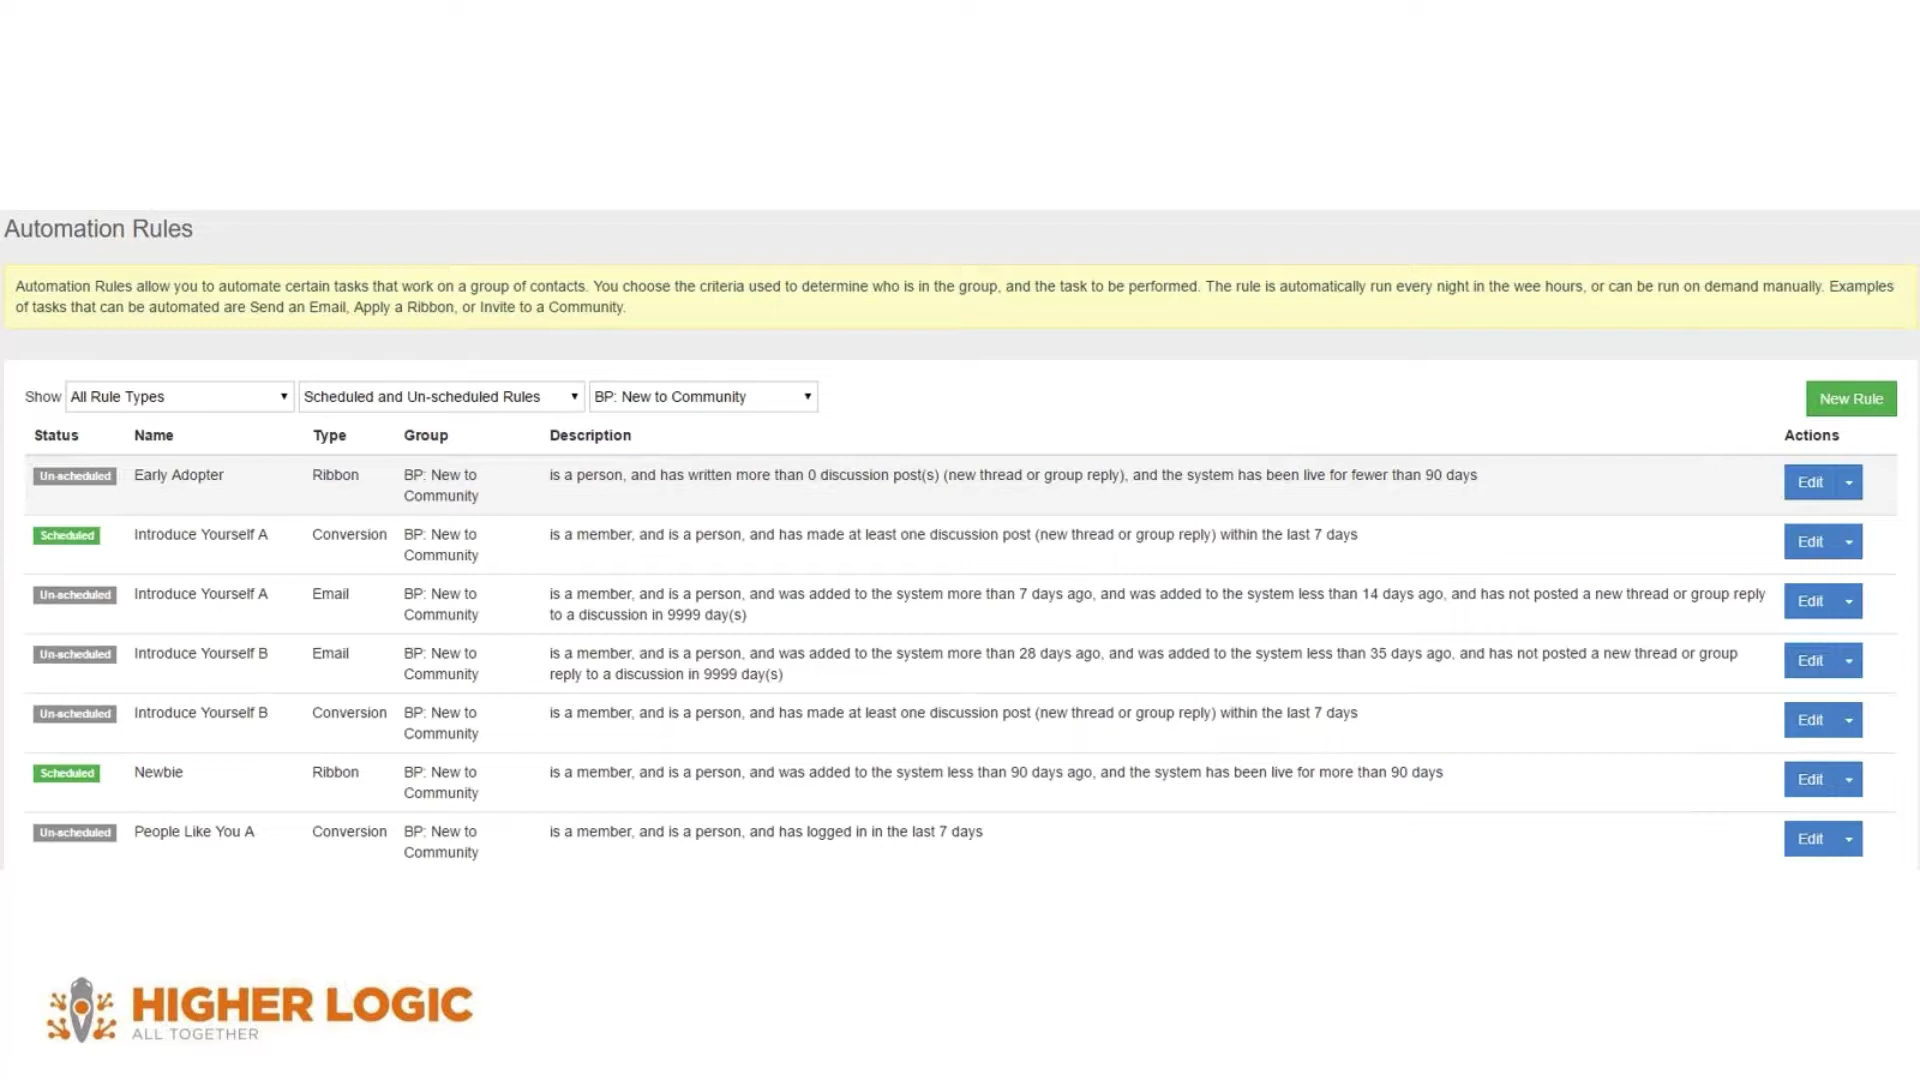 Automation Rules
Automation Rules allow you to automate certain tasks that work on a group of contacts. You choose the criteria used to determine who is in the group, and the task to be performed. The rule is automatically run every night in the wee hours, or can be run on demand manually. Examples
of tasks that can be automated are Send an Email, Apply a Ribbon, or Invite to a Community.
Show All Rule Types Scheduled and Un-scheduled Rules BP: New to Community New Rule
Status Name Type Group Description Actions
Un-scheduled Early Adopter Ribbon BP: New to is a person, and has written more than 0 discussion post(s) (new thread or group reply), and the system has been live for fewer than 90 days Edit
Community
Scheduled Introduce Yourself A Conversion BP: New to is a member, and is a person, and has made at least one discussion post (new thread or group reply) within the last 7 days Edit
Community
Un-scheduled Introduce Yourself A Email BP: New to is a member, and is a person, and was added to the system more than 7 days ago, and was added to the system less than 14 days ago, and has not posted a new thread or group reply Edit
Community to a discussion in 9999 day(s)
Un-scheduled Introduce Yourself B Email BP: New to is a member, and is a person, and was added to the system more than 28 days ago, and was added to the system less than 35 days ago, and has not posted a new thread or group Edit
Community reply to a discussion in 9999 day(s)
Un-scheduled Introduce Yourself B Conversion BP: New to is a member, and is a person, and has made at least one discussion post (new thread or group reply) within the last 7 days Edit
Community
Scheduled Newbie Ribbon BP: New to is a member, and is a person, and was added to the system less than 90 days ago, and the system has been live for more than 90 days Edit
Community
Un-scheduled People Like You A Conversion BP: New to is a member, and is a person, and has logged in in the last 7 days Edit
Community
HIGHER LOGIC
ALL TOGETHER